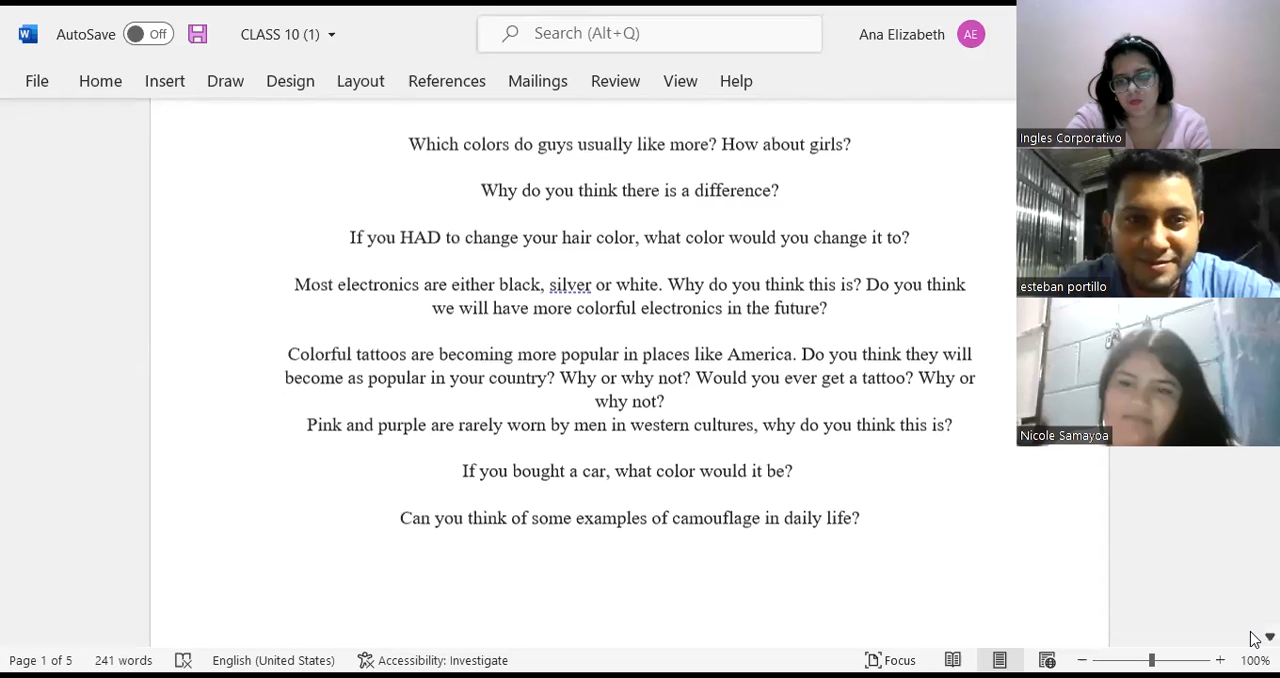 AutoSave Off CLASS 10 (1) Search (Alt+Q) Ana Elizabeth AE
File Home Insert Draw Design Layout References Mailings Review View Help
Which colors do guys usually like more? How about girls?
Why do you think there is a difference?
If you HAD to change your hair color, what color would you change it to?
Most electronics are either black, silver or white. Why do you think this is? Do you think
we will have more colorful electronics in the future?
Colorful tattoos are becoming more popular in places like America. Do you think they will
become as popular in your country? Why or why not? Would you ever get a tattoo? Why or
why not?
Pink and purple are rarely worn by men in western cultures, why do you think this is?
If you bought a car, what color would it be?
Can you think of some examples of camouflage in daily life?
Ingles Corporativo
esteban portillo
Nicole Samayoa
Page 1 of 5 241 words English (United States) Accessibility: Investigate Focus 100%